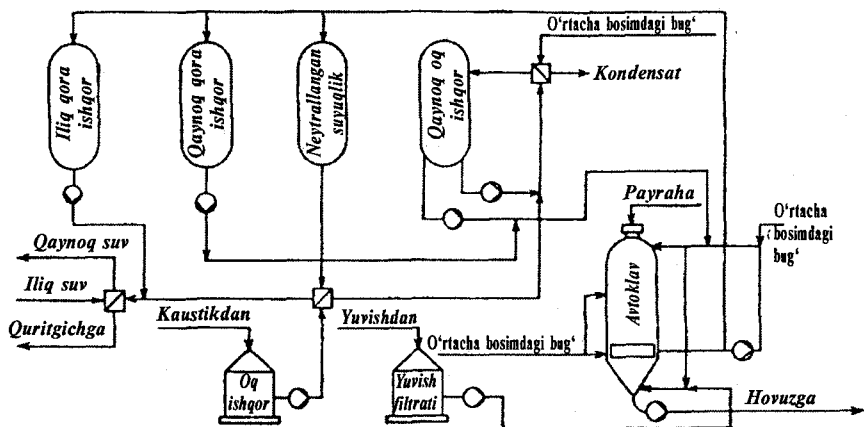 O‘rtacha bosimdagi bug‘
Iliq qora
ishqor
Qaynoq qora
ishqor
Neytrallangan
suyuqlik
Qaynoq oq
ishqor
Kondensat
Payraha
O‘rtacha
bosimdagi
bug‘
Qaynoq suv
Iliq suv
Quritgichga
Kaustikdan
Yuvishdan
O‘rtacha bosimdagi bug‘
Avtoklav
Oq
ishqor
Yuvish
filtrati
Hovuzga